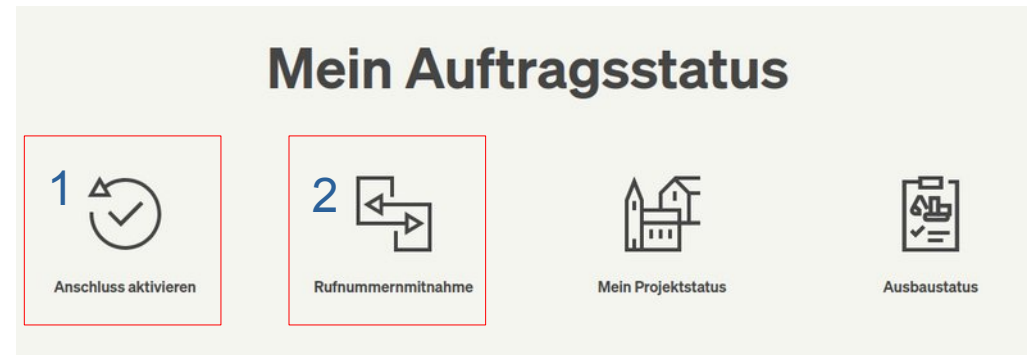 Mein Auftragsstatus
1
2
Anschluss aktivieren
Rufnummernmitnahme
Mein Projektstatus
Ausbaustatus